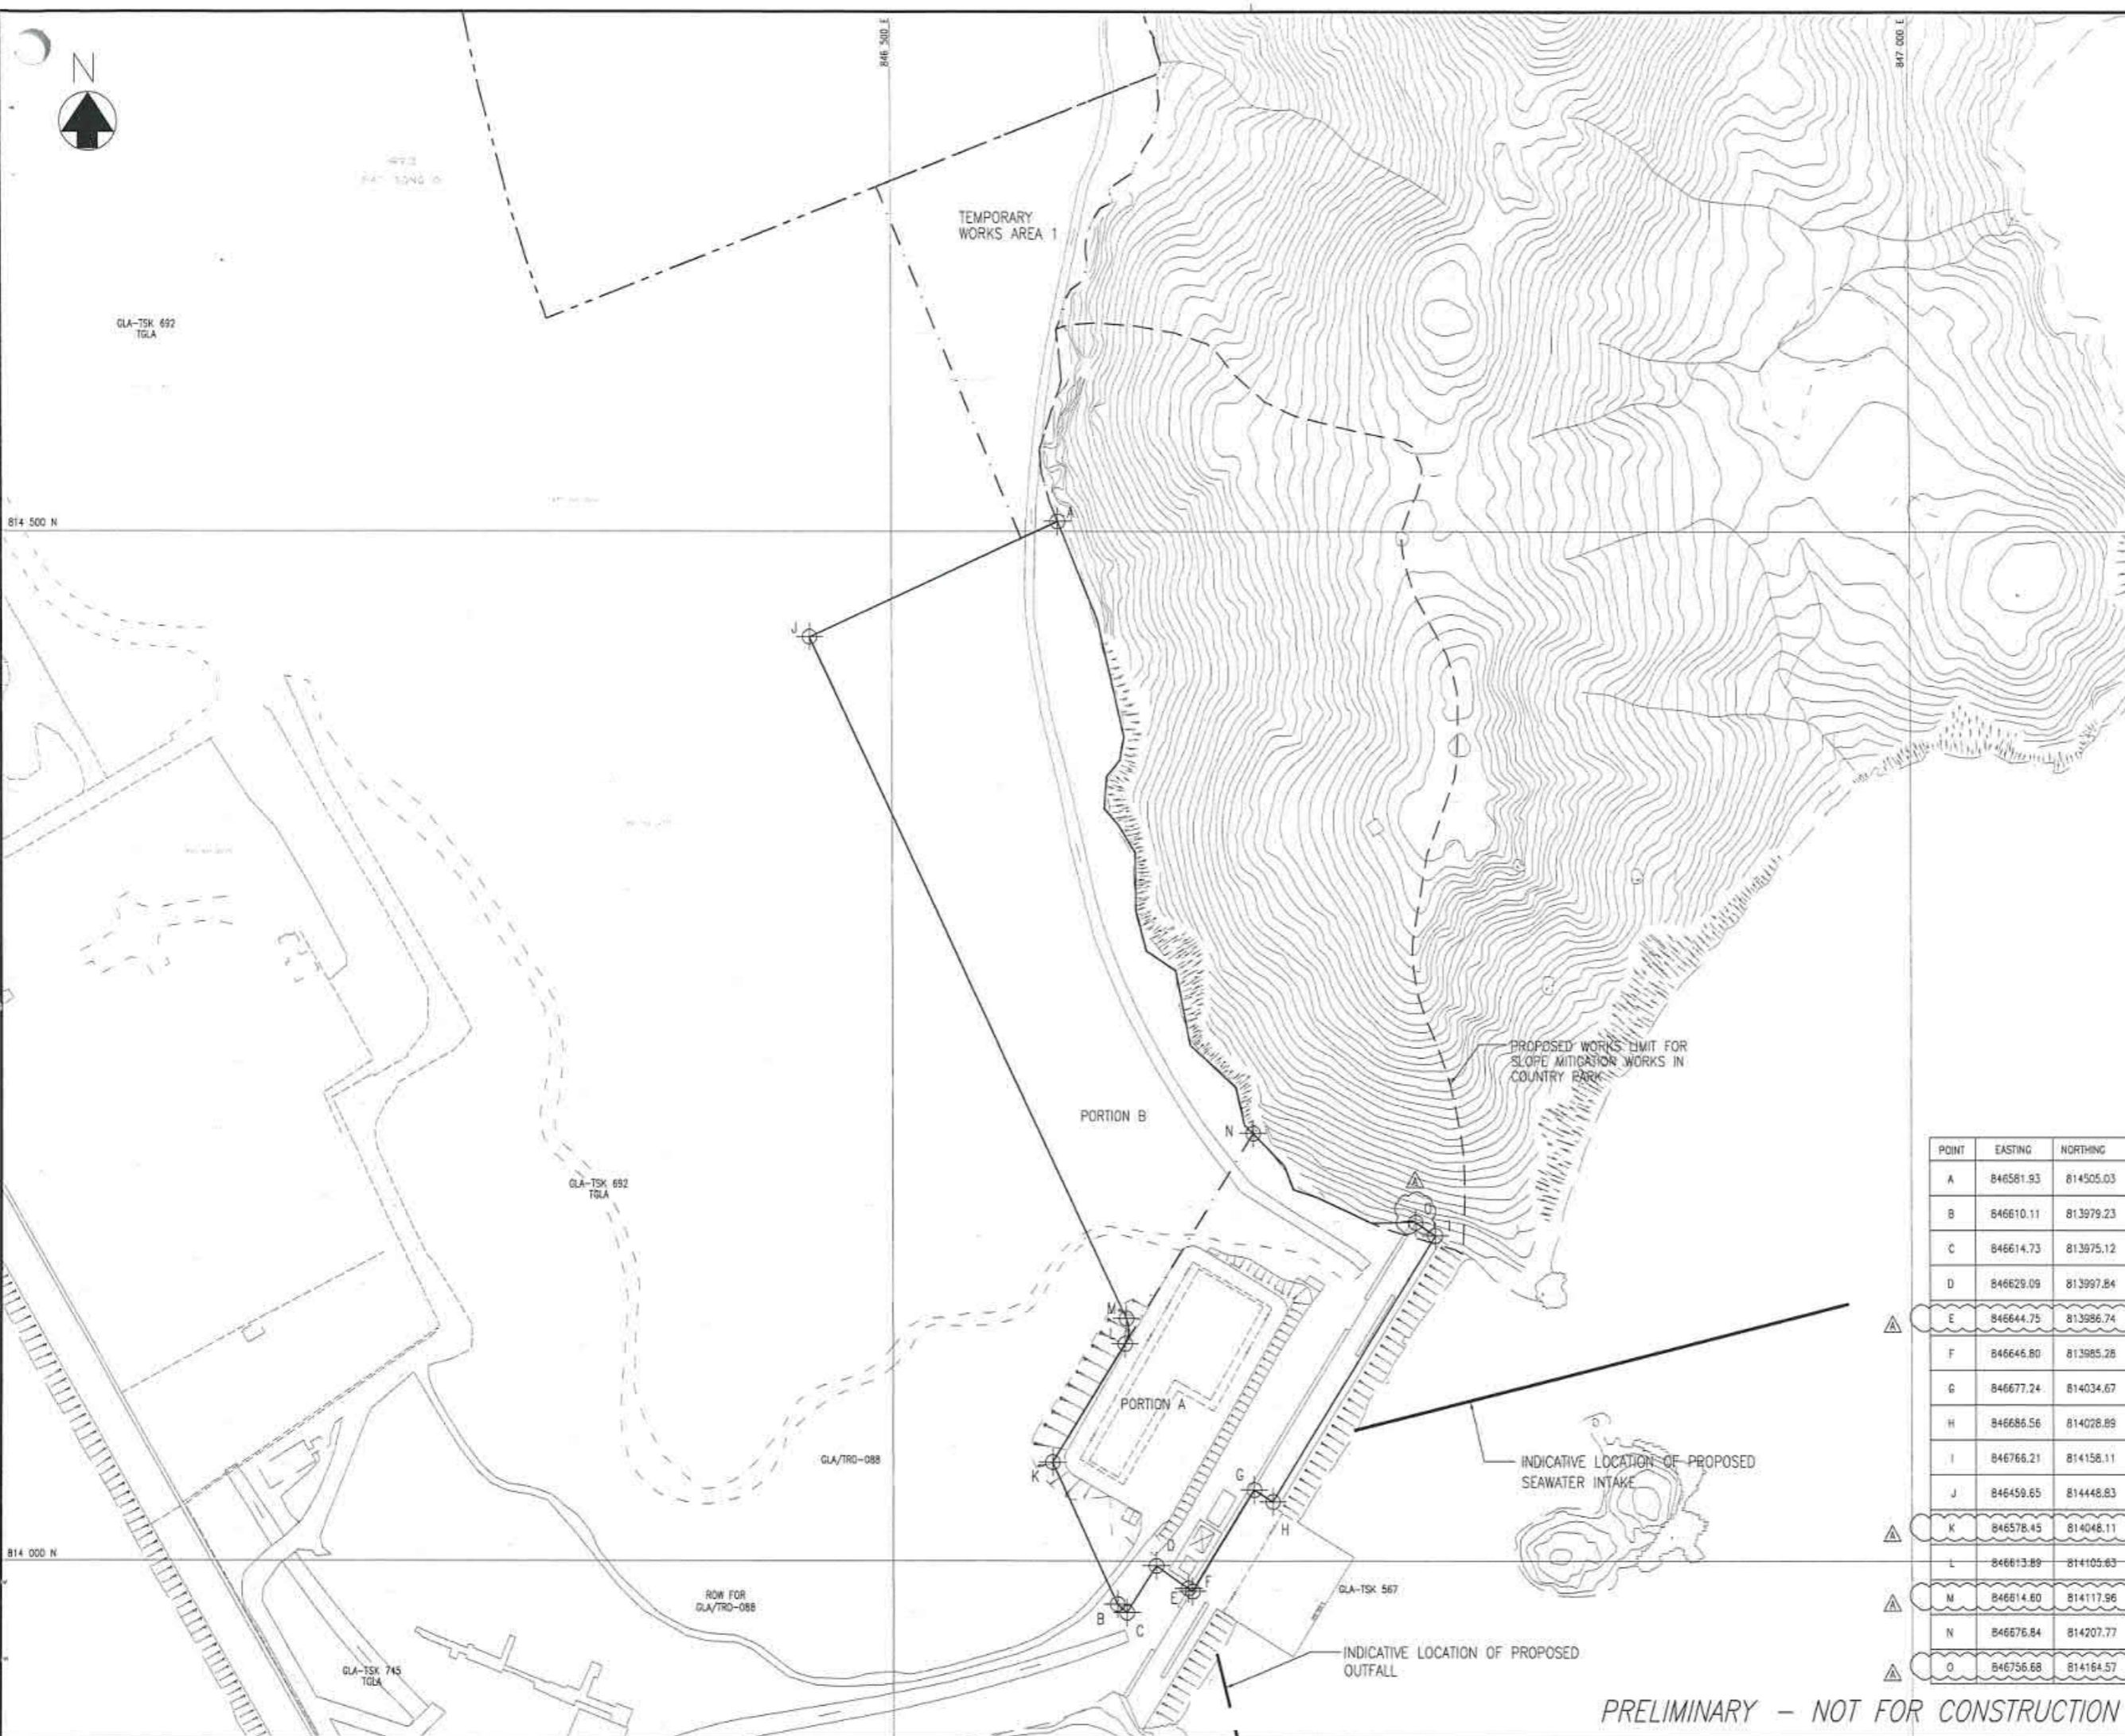 N
846 500 E
847 000 E
TEMPORARY
WORKS AREA 1
GLA-TSK 692
TGLA
814 500 N
A
J
PROPOSED WORKS LIMIT FOR
SLOPE MITIGATION WORKS IN
COUNTRY PARK
PORTION B
N
A
O
I
GLA-TSK 692
TGLA
M
L
PORTION A
GLA/TRO-088
K
G
H
INDICATIVE LOCATION OF PROPOSED
SEAWATER INTAKE
814 000 N
D
E
F
GLA-TSK 567
ROW FOR
GLA/TRO-088
B
C
INDICATIVE LOCATION OF PROPOSED
OUTFALL
GLA-TSK 745
TGLA
POINT EASTING NORTHING
A 846581.93 814505.03
B 846610.11 813979.23
C 846614.73 813975.12
D 846629.09 813997.84
A E 846644.75 813986.74
F 846646.80 813985.28
G 846677.24 814034.67
H 846686.56 814028.89
I 846766.21 814158.11
J 846459.65 814448.83
A K 846578.45 814048.11
L 846613.89 814105.63
A M 846614.60 814117.96
N 846676.84 814207.77
A O 846756.68 814164.57
PRELIMINARY – NOT FOR CONSTRUCTION